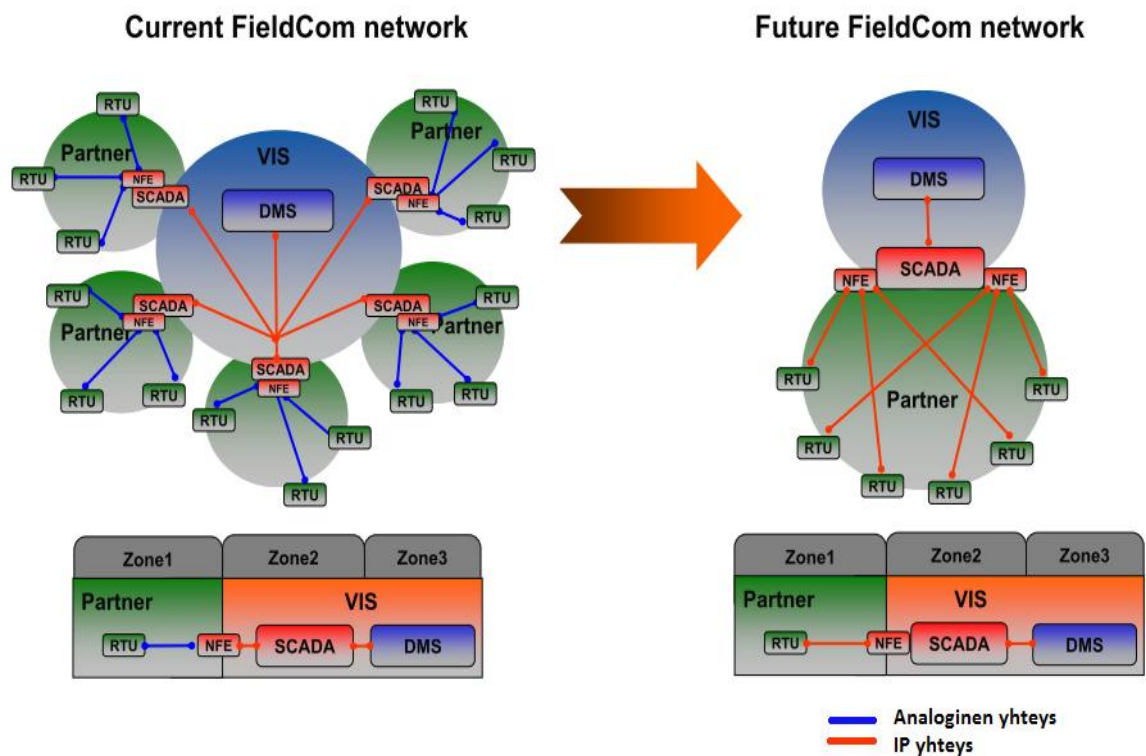 Current FieldCom network
Future FieldCom network
RTU
Partner
NFE
SCADA
RTU
RTU
VIS
DMS
RTU
Partner
RTU
SCADA
NFE
RTU
RTU
SCADA
NFE
Partner
RTU
RTU
SCADA
NFE
Partner
RTU
RTU
RTU
SCADA
NFE
RTU
RTU
RTU
VIS
DMS
SCADA
NFE
NFE
RTU
RTU
Partner
RTU
RTU
RTU
RTU
Zone1
Zone2
Zone3
Partner
VIS
RTU
NFE
SCADA
DMS
Zone1
Zone2
Zone3
Partner
VIS
RTU
NFE
SCADA
DMS
Analoginen yhteys
IP yhteys